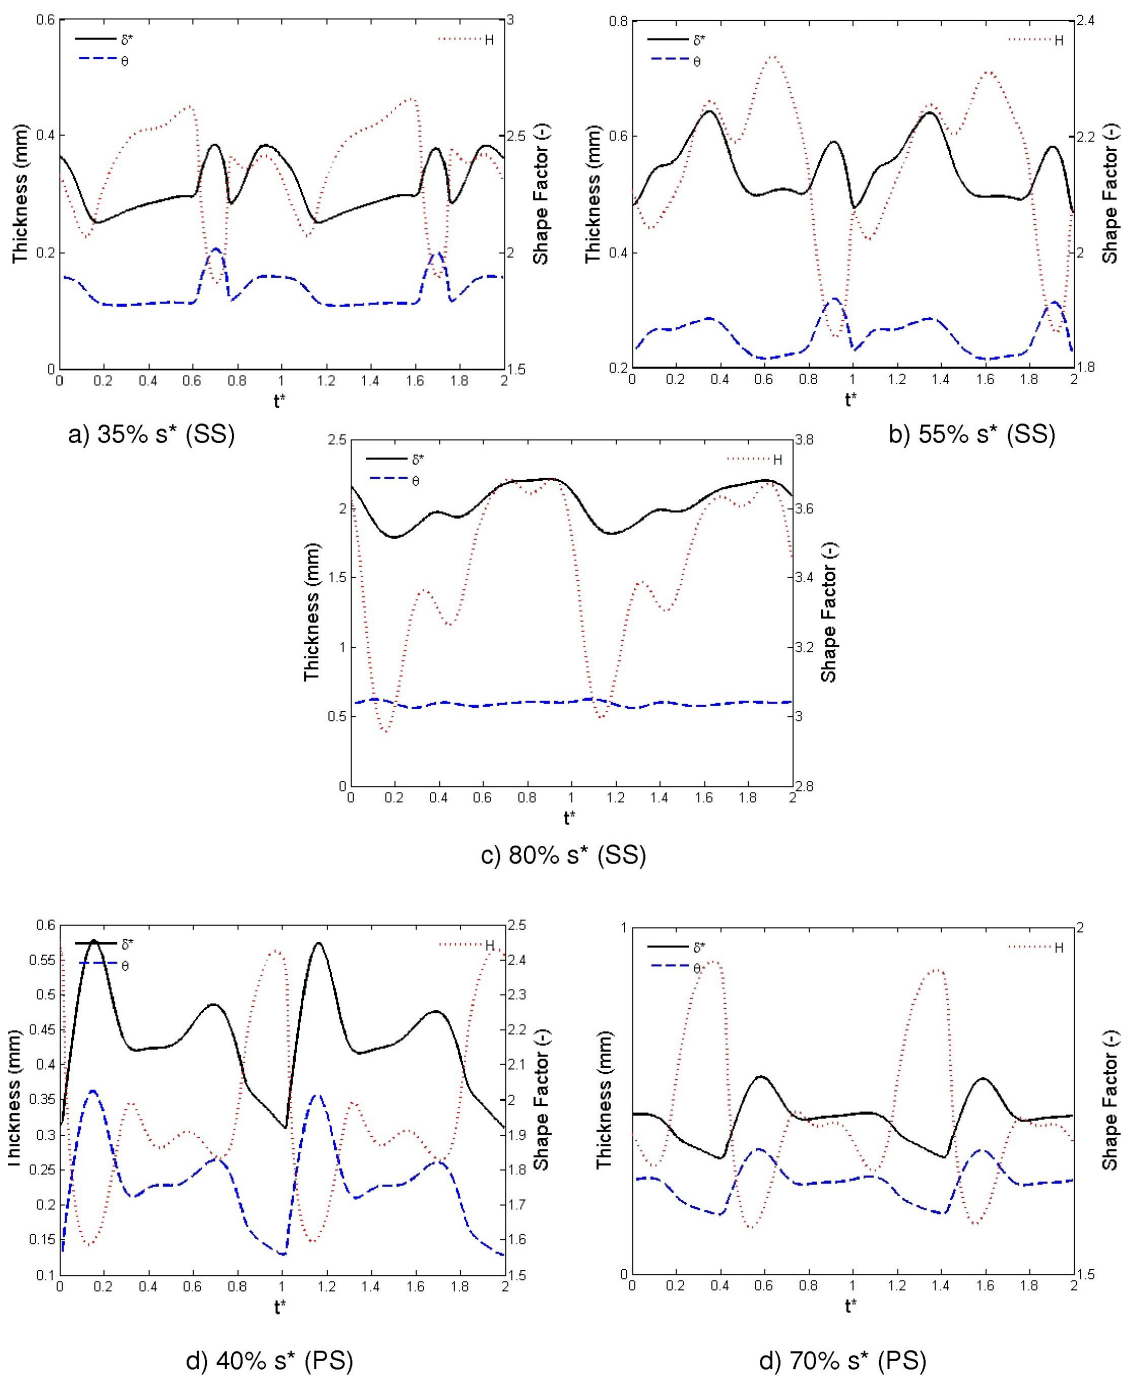 0.6
0.4
0.2
0
3
2.5
2
1.5
δ*
θ
H
Thickness (mm)
Shape Factor (-)
0 0.2 0.4 0.6 0.8 1 1.2 1.4 1.6 1.8 2
t*
a) 35% s* (SS)
0.8
0.6
0.4
0.2
2.4
2.2
2
1.8
δ*
θ
H
Thickness (mm)
Shape Factor (-)
0 0.2 0.4 0.6 0.8 1 1.2 1.4 1.6 1.8 2
t*
b) 55% s* (SS)
2.5
2
1.5
1
0.5
0
3.8
3.6
3.4
3.2
3
2.8
δ*
θ
H
Thickness (mm)
Shape Factor (-)
0 0.2 0.4 0.6 0.8 1 1.2 1.4 1.6 1.8 2
t*
c) 80% s* (SS)
0.6
0.55
0.5
0.45
0.4
0.35
0.3
0.25
0.2
0.15
0.1
2.5
2.4
2.3
2.2
2.1
2
1.9
1.8
1.7
1.6
1.5
δ*
θ
H
Thickness (mm)
Shape Factor (-)
0 0.2 0.4 0.6 0.8 1 1.2 1.4 1.6 1.8 2
t*
d) 40% s* (PS)
1
0
2
1.5
δ*
θ
H
Thickness (mm)
Shape Factor (-)
0 0.2 0.4 0.6 0.8 1 1.2 1.4 1.6 1.8 2
t*
d) 70% s* (PS)